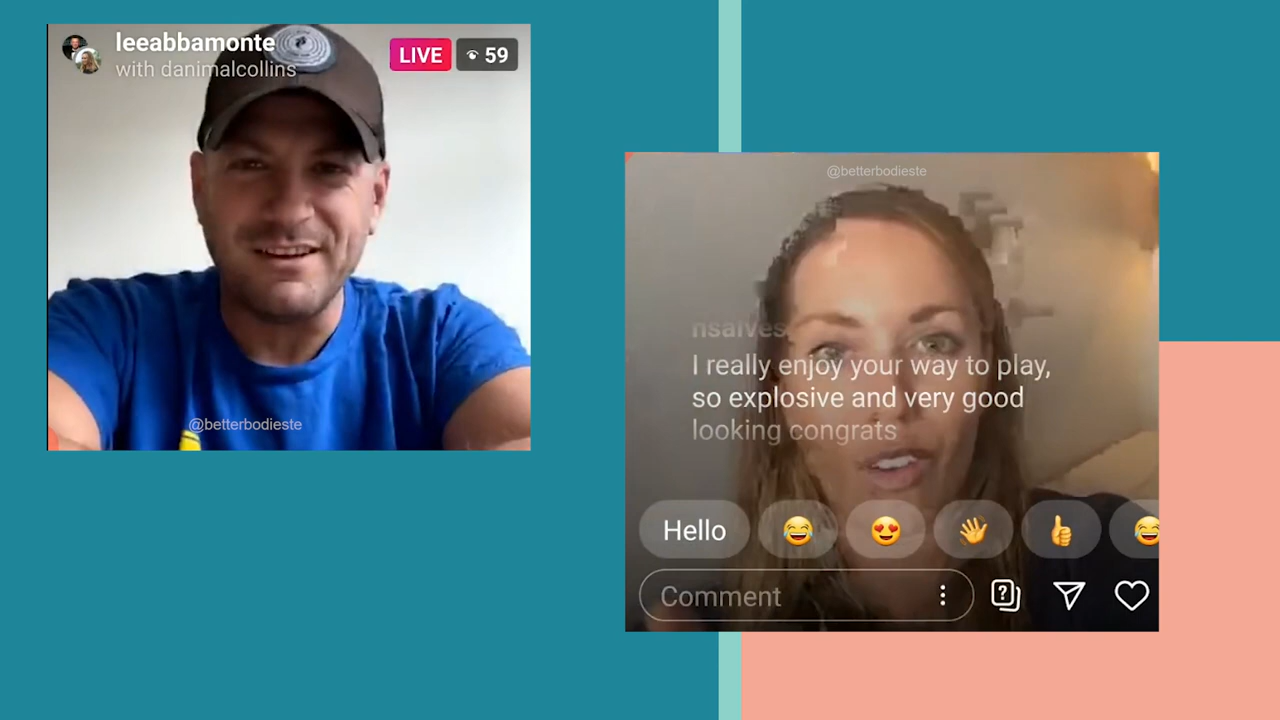 leeabbamonte
with danimalcollins
LIVE
59
@betterbodieste
@betterbodieste
nsalves
I really enjoy your way to play,
so explosive and very good
looking congrats
Hello
Comment